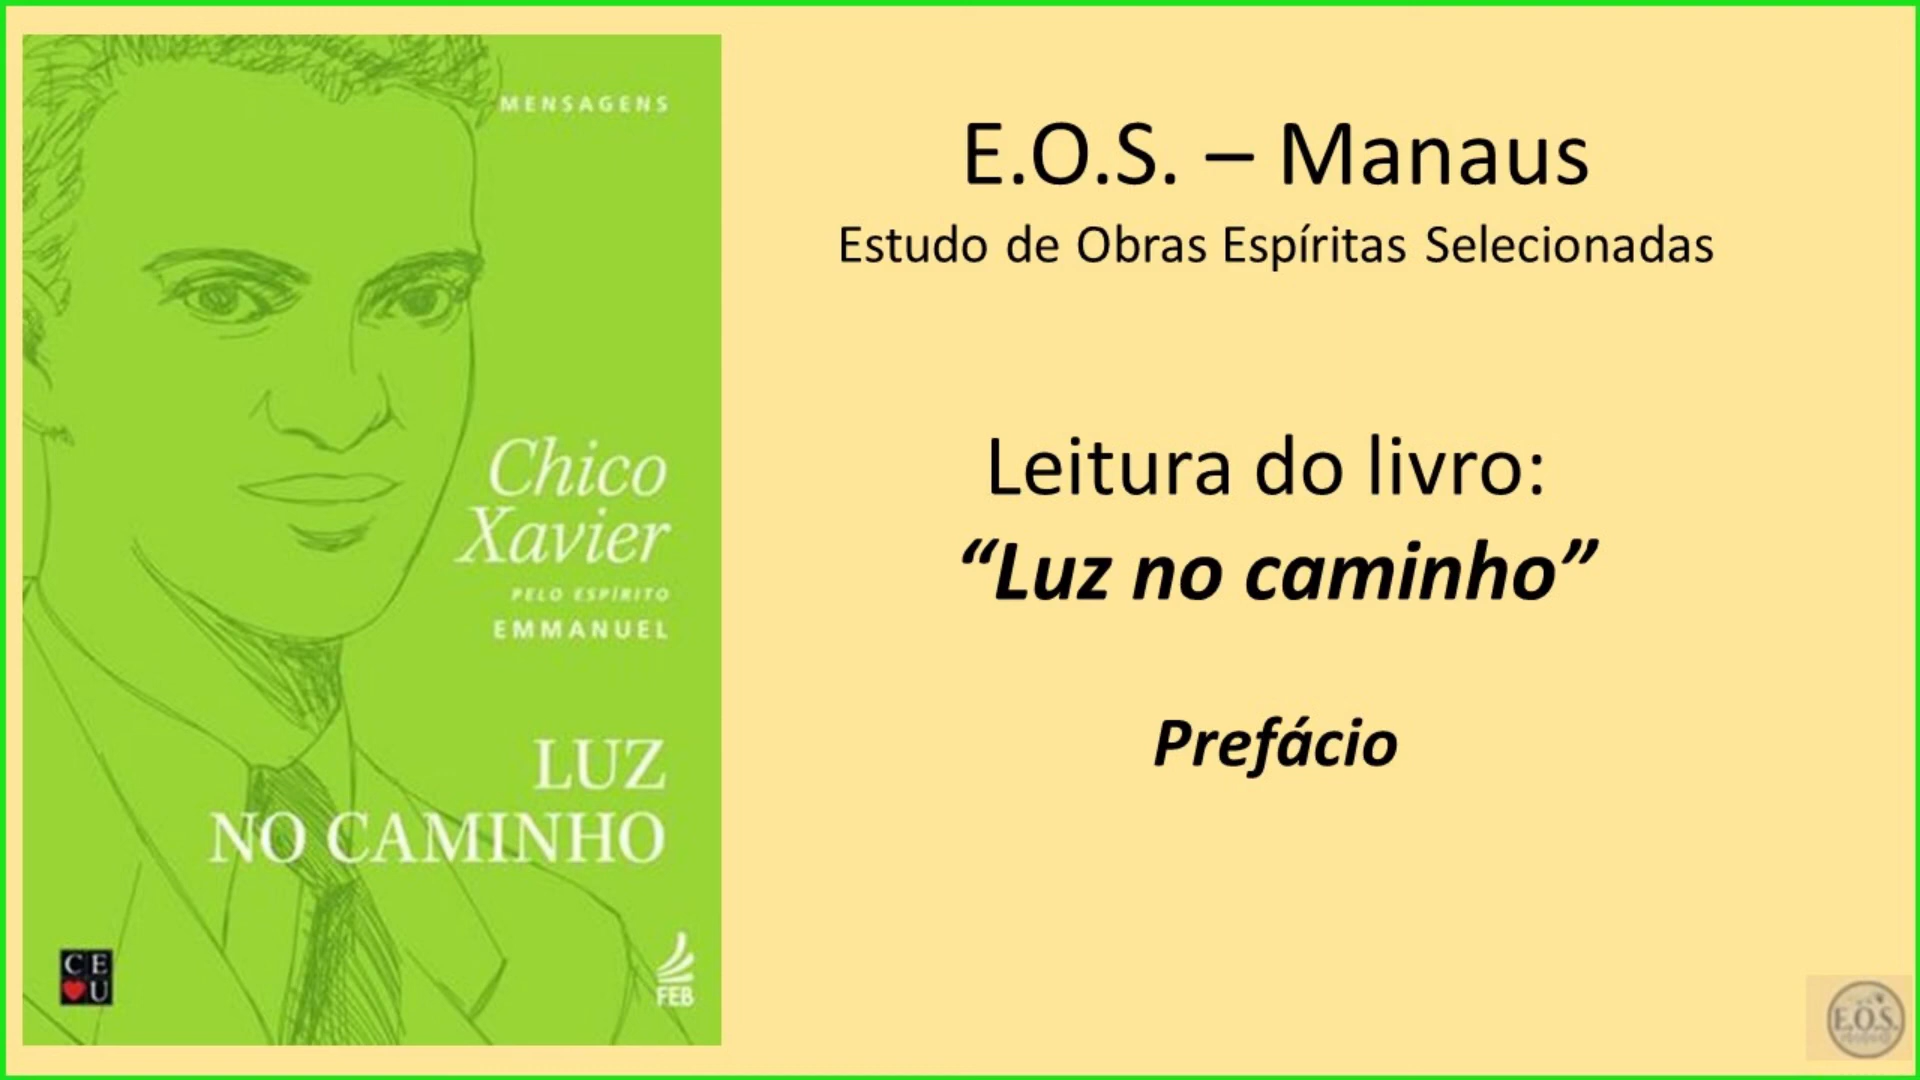 MENSAGENS
Chico
Xavier
PELO ESPÍRITO
EMMANUEL
LUZ
NO CAMINHO
C E
U
FEB
E.O.S. – Manaus
Estudo de Obras Espíritas Selecionadas
Leitura do livro:
“Luz no caminho”
Prefácio
E.O.S.